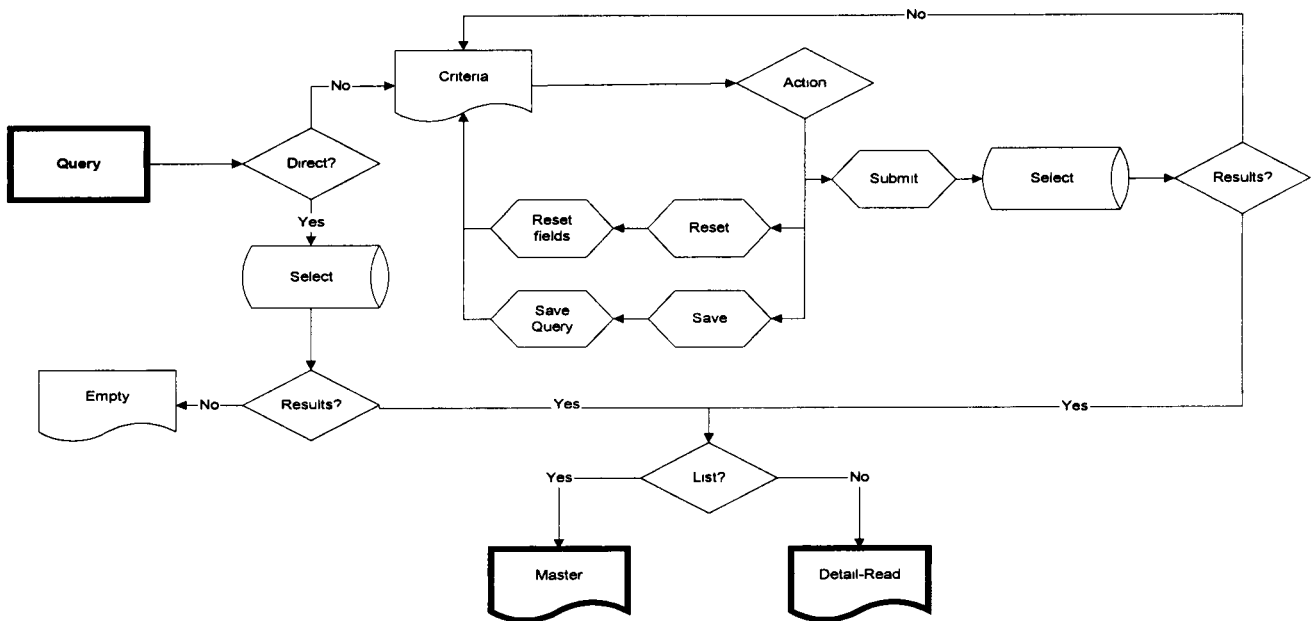 No
Criteria
Action
No
Query
Direct?
Submit
Select
Results?
Yes
Reset
fields
Reset
Select
Save
Query
Save
Empty
No
Results?
Yes
Yes
Yes
List?
No
Master
Detail-Read